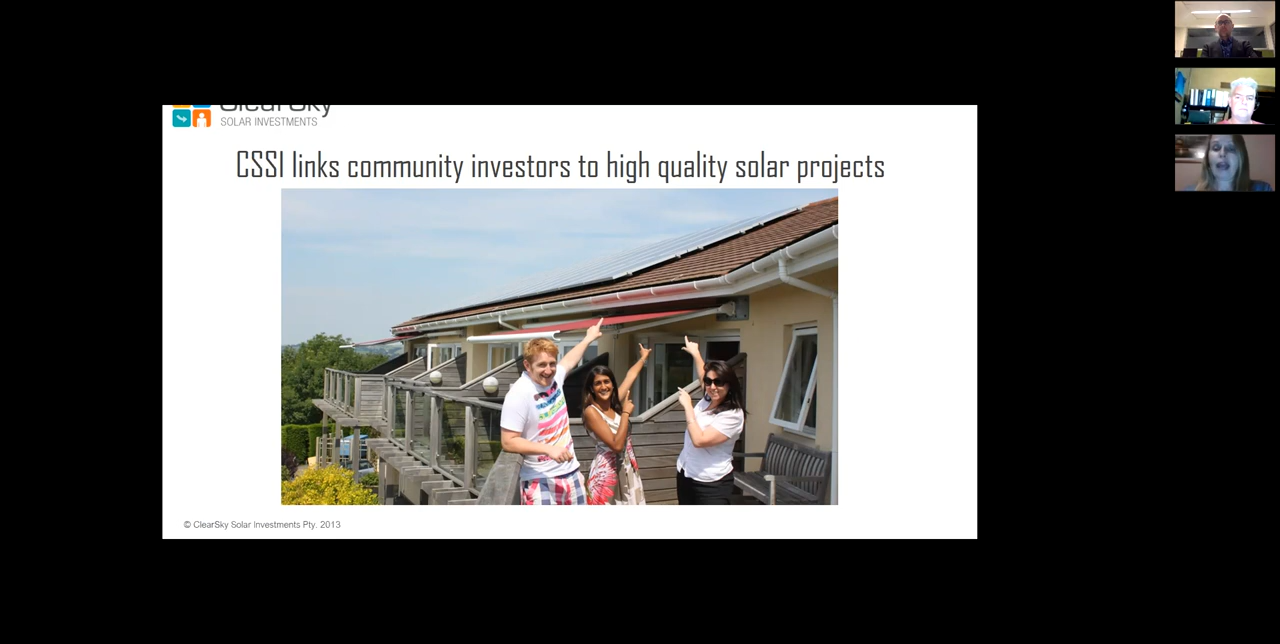 ClearSky
SOLAR INVESTMENTS
CSSI links community investors to high quality solar projects
© ClearSky Solar Investments Pty. 2013